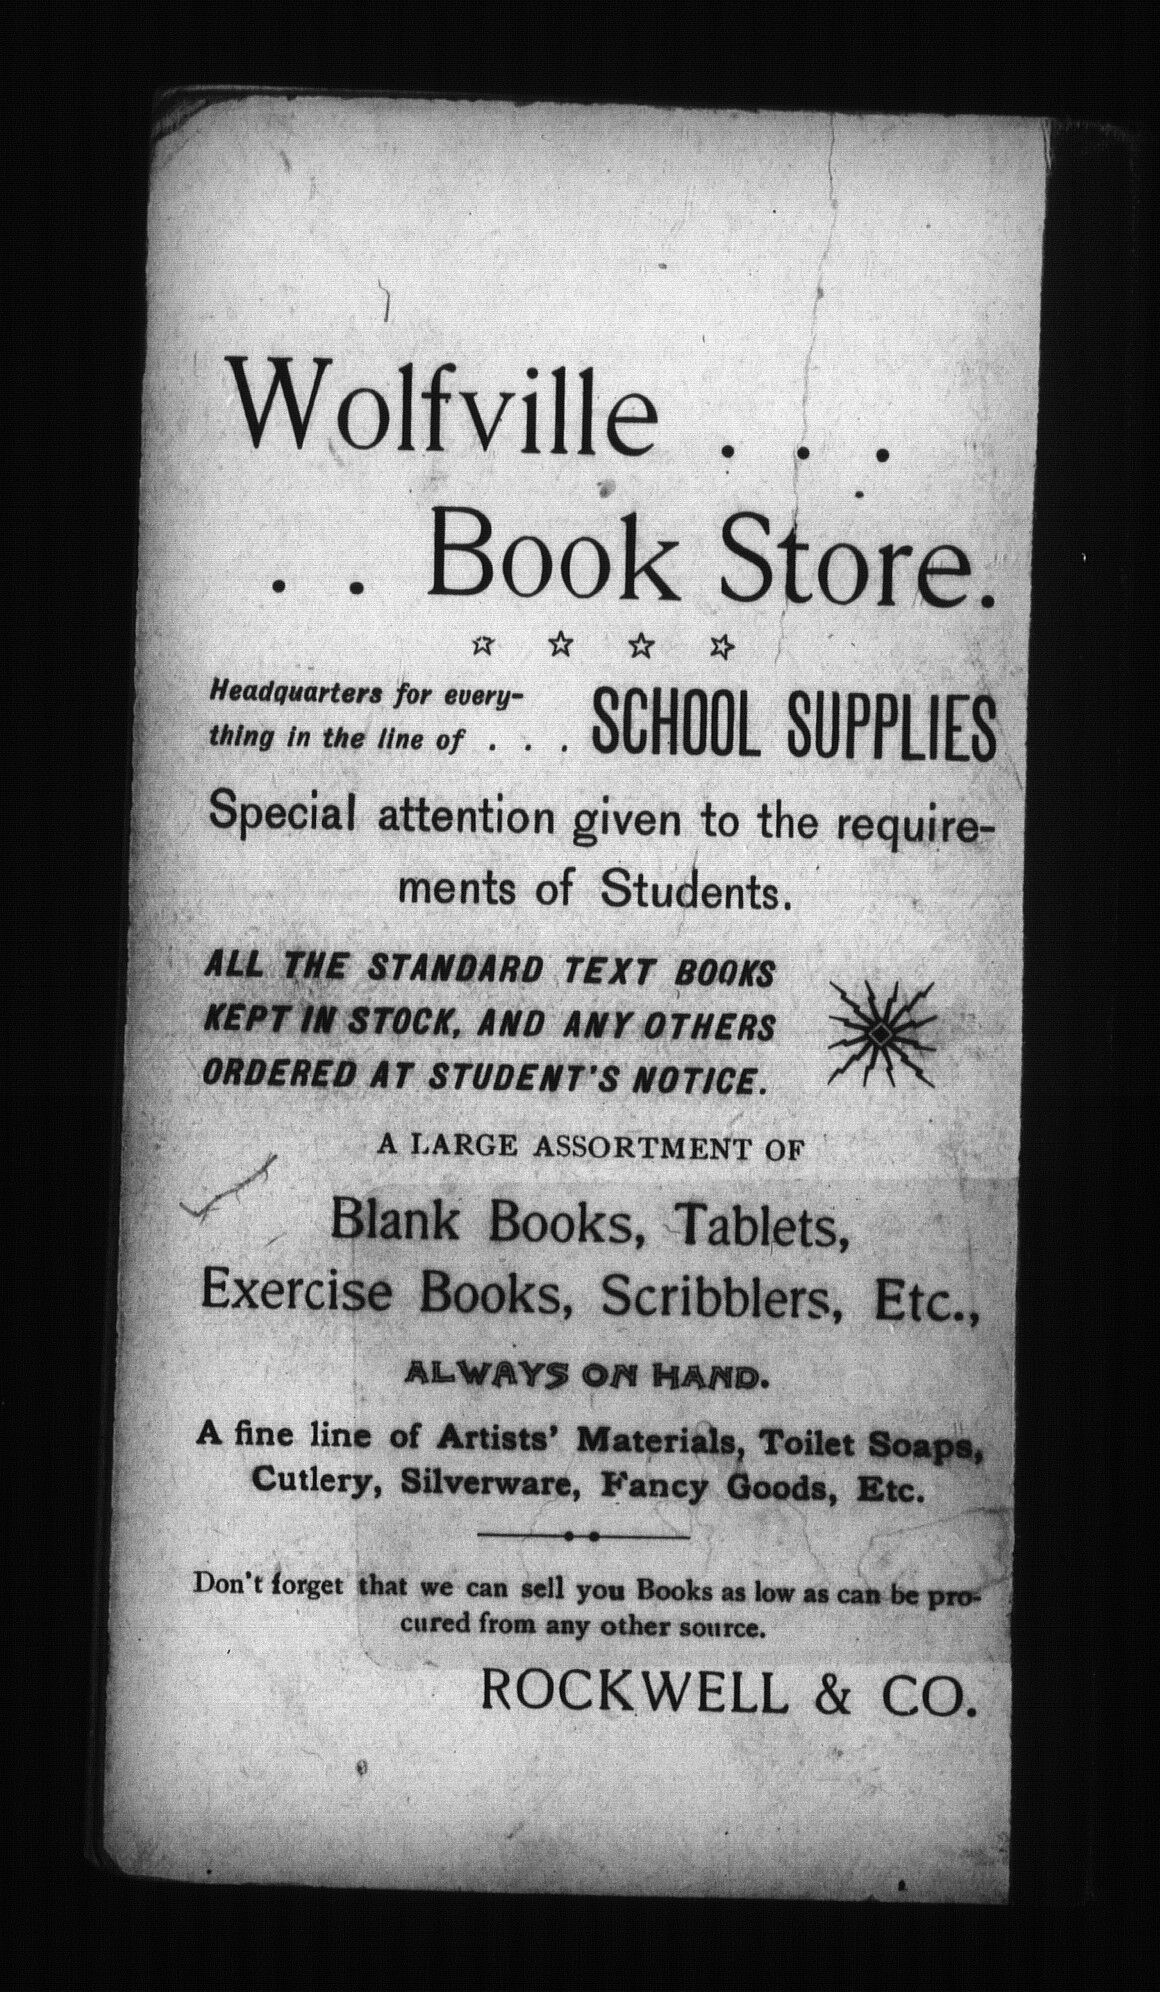 Wolfville . . .
. . Book Store.
Headquarters for every-
thing in the line of . . . SCHOOL SUPPLIES
Special attention given to the require-
ments of Students.
ALL THE STANDARD TEXT BOOKS
KEPT IN STOCK, AND ANY OTHERS
ORDERED AT STUDENT'S NOTICE.
A LARGE ASSORTMENT OF
Blank Books, Tablets,
Exercise Books, Scribblers, Etc.,
ALWAYS ON HAND.
A fine line of Artists' Materials, Toilet Soaps,
Cutlery, Silverware, Fancy Goods, Etc.
Don't forget that we can sell you Books as low as can be pro-
cured from any other source.
ROCKWELL & CO.